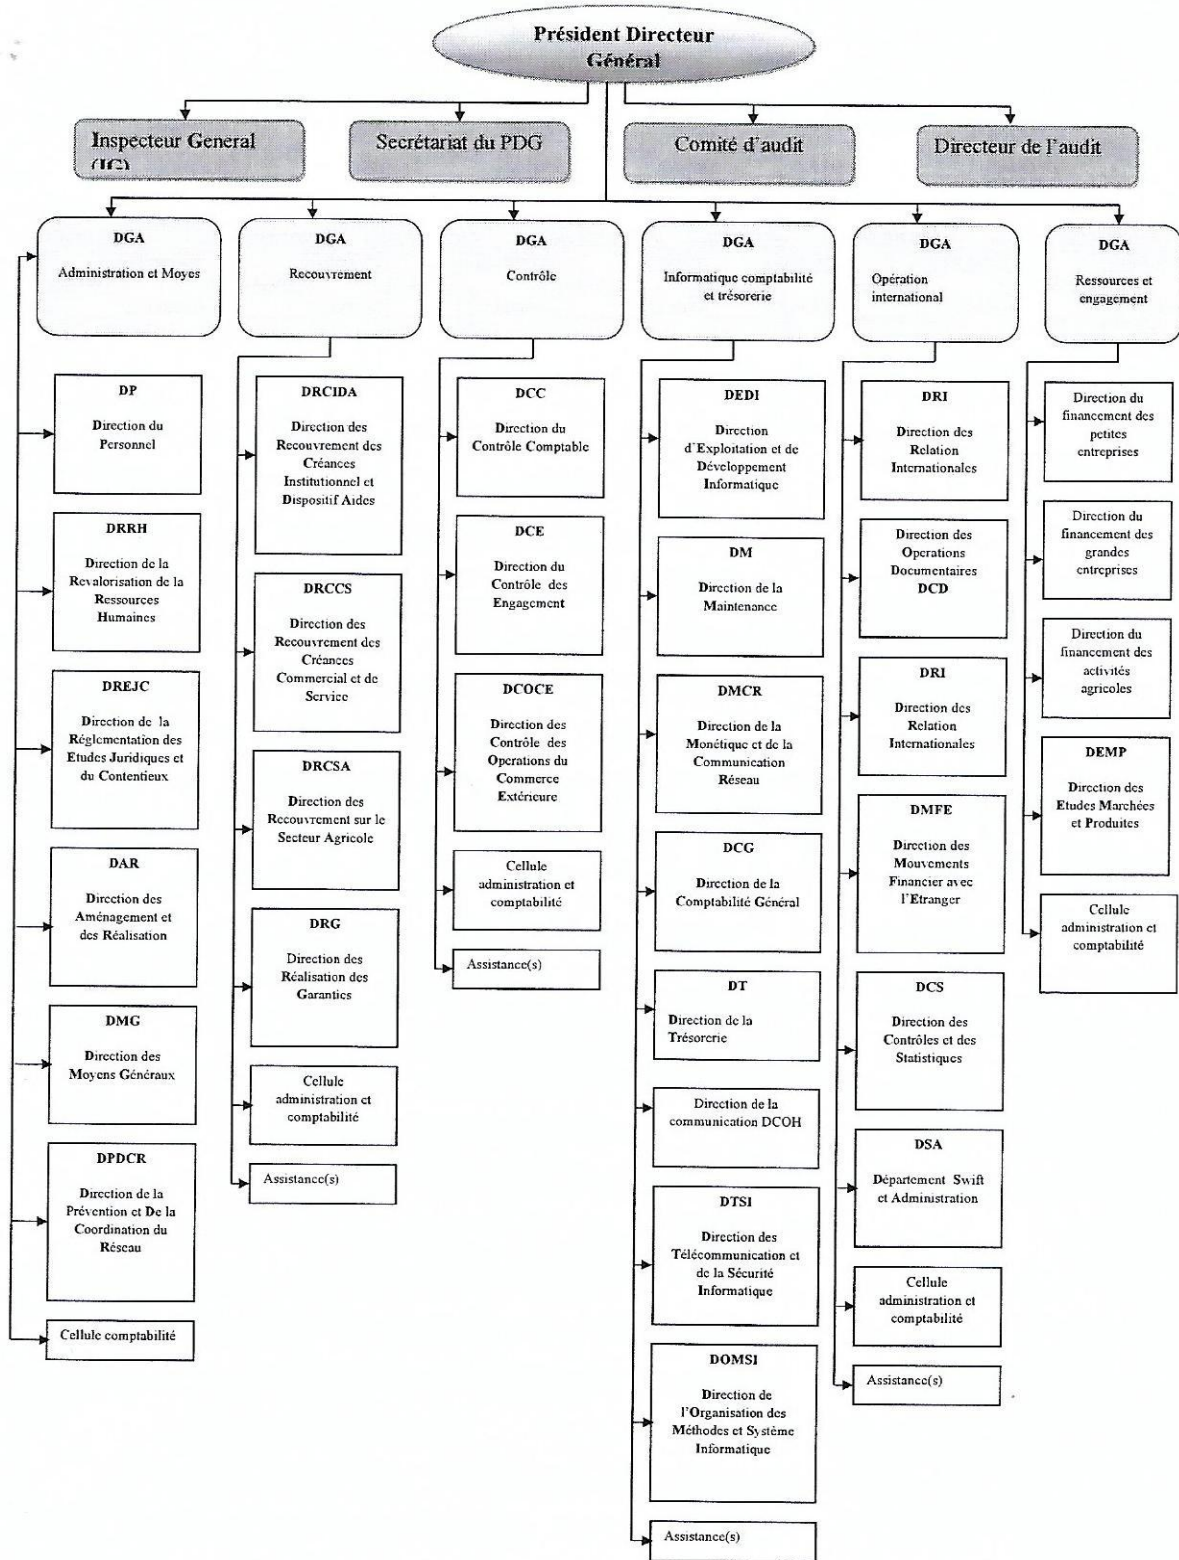 Président Directeur
Général
Inspecteur General
(IG)
Secrétariat du PDG
Comité d'audit
Directeur de l'audit
DGA
Administration et Moyes
DGA
Recouvrement
DGA
Contrôle
DGA
Informatique comptabilité
et trésorerie
DGA
Opération
international
DGA
Ressources et
engagement
DP
Direction du
Personnel
DRRH
Direction de la
Revalorisation de la
Ressources
Humaines
DREJC
Direction de la
Réglementation des
Etudes Juridiques et
du Contentieux
DAR
Direction des
Aménagement et
des Réalisation
DMG
Direction des
Moyens Généraux
DPDCR
Direction de la
Prévention et De la
Coordination du
Réseau
Cellule comptabilité
DRCIDA
Direction des
Recouvrement des
Créances
Institutionnel et
Dispositif Aides
DRCCS
Direction des
Recouvrement des
Créances
Commercial et de
Service
DRCSA
Direction des
Recouvrement sur le
Secteur Agricole
DRG
Direction des
Réalisation des
Garanties
Cellule
administration et
comptabilité
Assistance(s)
DCC
Direction du
Contrôle Comptable
DCE
Direction du
Contrôle des
Engagement
DCOCE
Direction des
Contrôle des
Operations du
Commerce
Extérieure
Cellule
administration et
comptabilité
Assistance(s)
DEDI
Direction
d'Exploitation et de
Développement
Informatique
DM
Direction de la
Maintenance
DMCR
Direction de la
Monétique et de la
Communication
Réseau
DCG
Direction de la
Comptabilité Général
DT
Direction de la
Trésorerie
Direction de la
communication DCOH
DTSI
Direction des
Télécommunication et
de la Sécurité
Informatique
DOMSI
Direction de
l'Organisation des
Méthodes et Système
Informatique
Assistance(s)
DRI
Direction des
Relation
Internationales
Direction des
Operations
Documentaires
DCD
DRI
Direction des
Relation
Internationales
DMFE
Direction des
Mouvements
Financier avec
l'Etranger
DCS
Direction des
Contrôles et des
Statistiques
DSA
Département Swift
et Administration
Cellule
administration et
comptabilité
Assistance(s)
Direction du
financement des
petites
entreprises
Direction du
financement des
grandes
entreprises
Direction du
financement des
activités
agricoles
DEMP
Direction des
Etudes Marchées
et Produites
Cellule
administration et
comptabilité